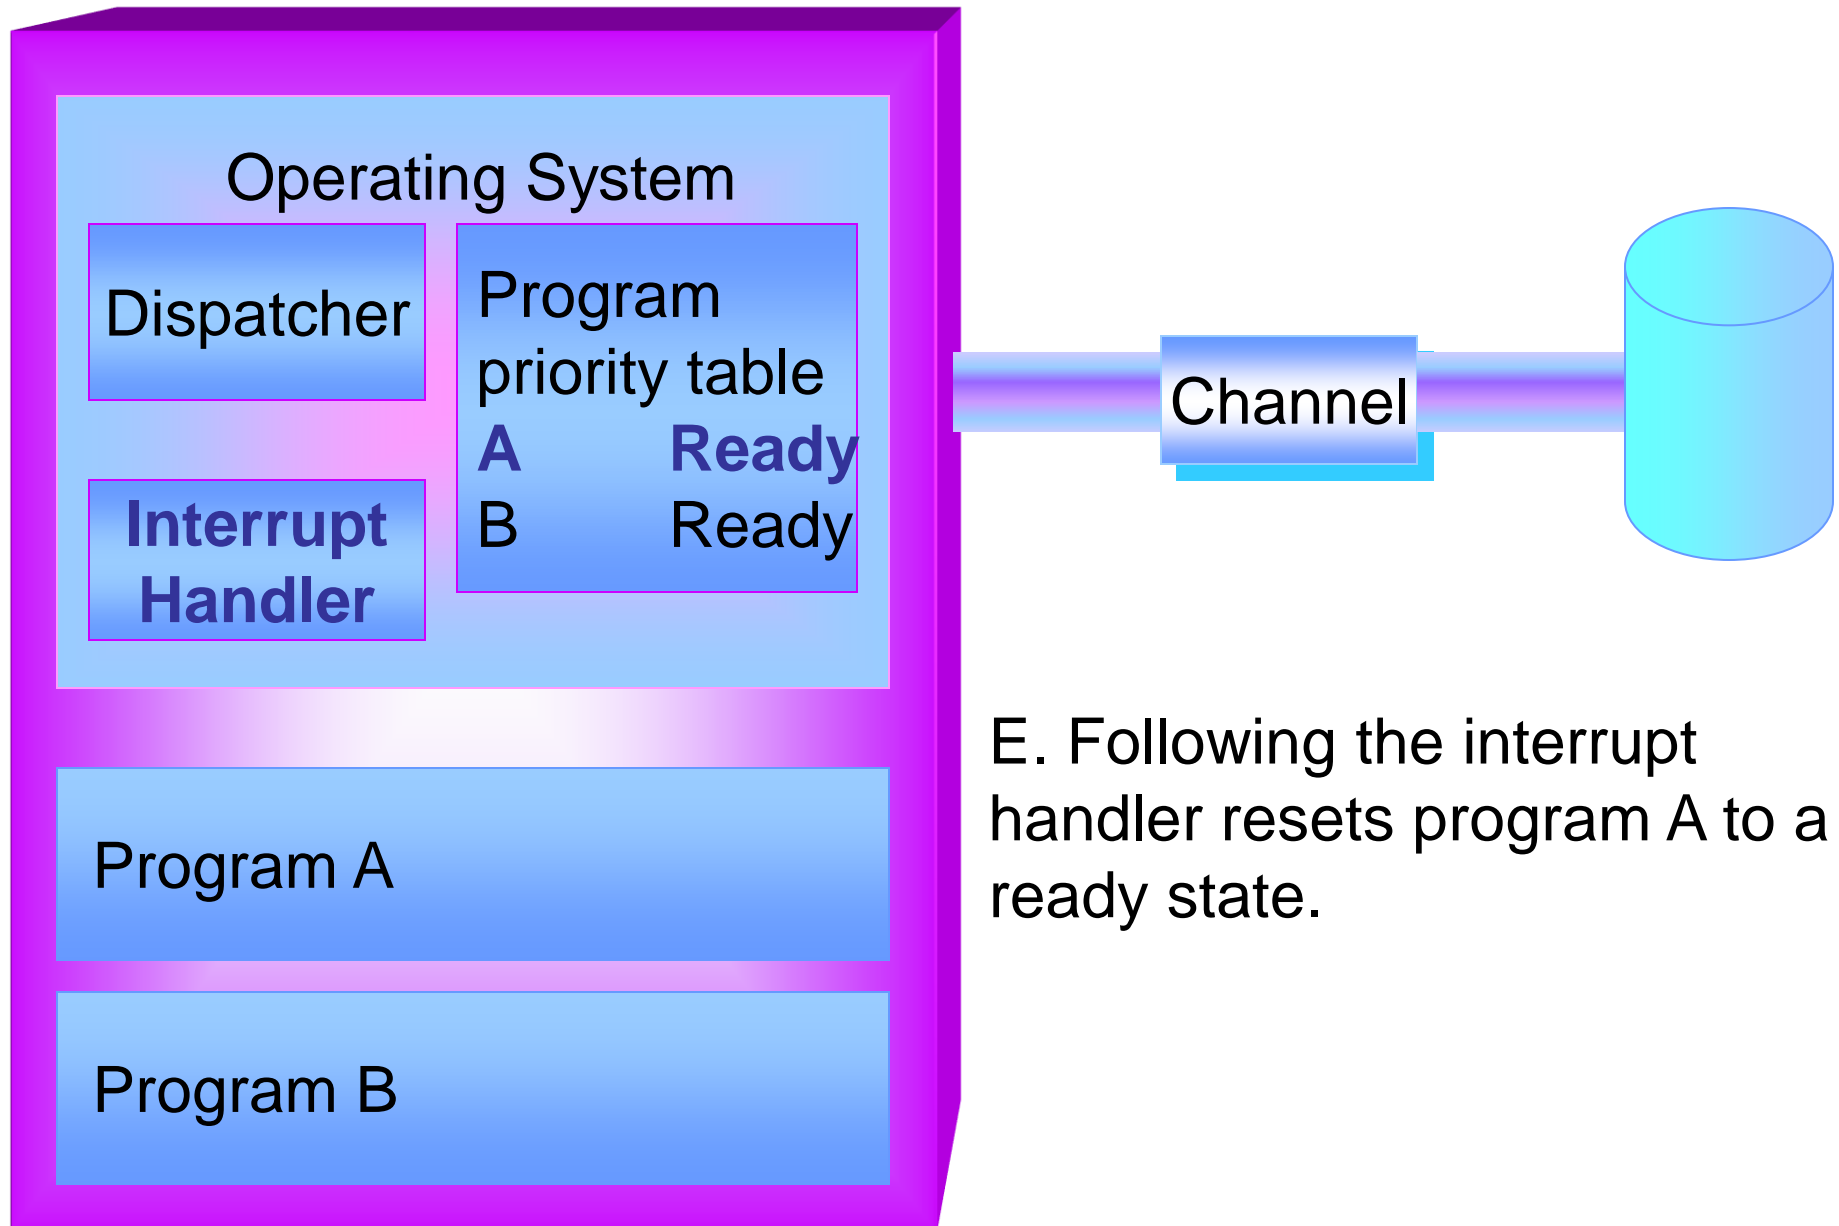 Operating System
Dispatcher
Program
priority table
A Ready
B Ready
Interrupt
Handler
Channel
E. Following the interrupt
handler resets program A to a
ready state.
Program A
Program B